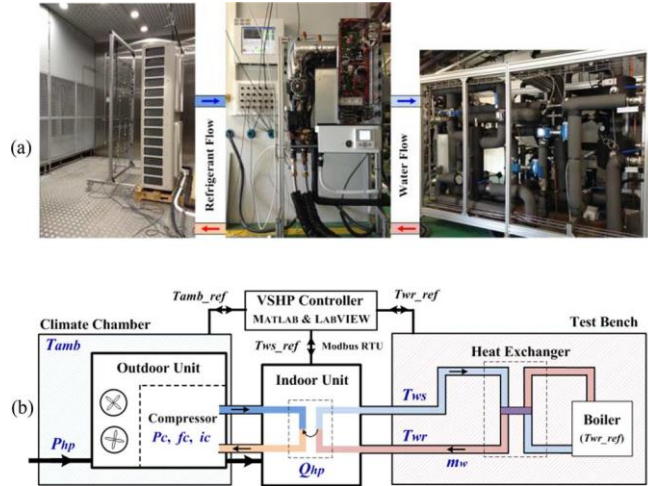 (a)
Refrigerant Flow
Water Flow
Tamb_ref
VSHP Controller
MATLAB & LABVIEW
Twr_ref
Climate Chamber
Tws_ref
Modbus RTU
Test Bench
Tamb
Outdoor Unit
Indoor Unit
Heat Exchanger
(b)
Compressor
Pc, fc, ic
Php
Qhp
Tws
Twr
mw
Boiler
(Twr_ref)